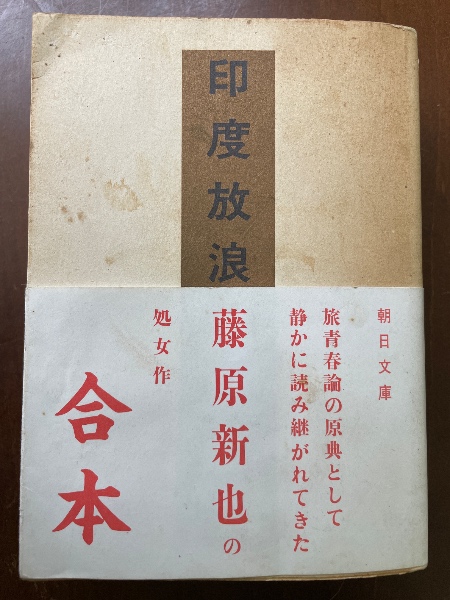 印度放浪
朝日文庫
旅青春論の原典として
静かに読み継がれてきた
藤原新也の
処女作
合本